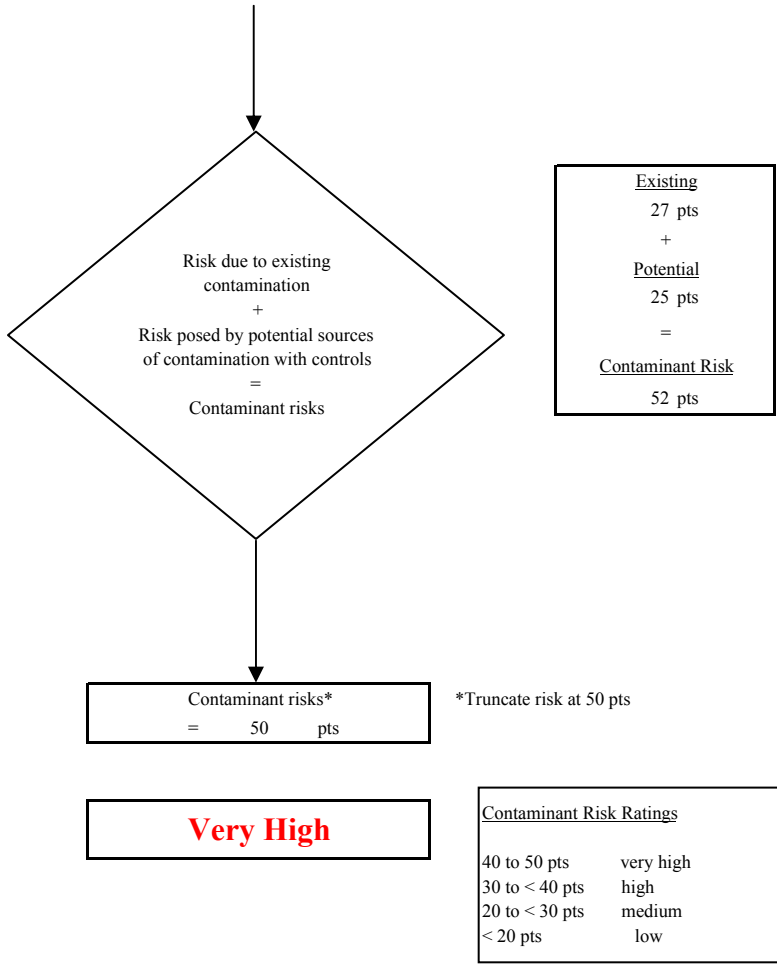 Risk due to existing
contamination
+
Risk posed by potential sources
of contamination with controls
=
Contaminant risks
Existing
27 pts
+
Potential
25 pts
=
Contaminant Risk
52 pts
Contaminant risks*
= 50 pts
*Truncate risk at 50 pts
Very High
Contaminant Risk Ratings
40 to 50 pts very high
30 to < 40 pts high
20 to < 30 pts medium
< 20 pts low